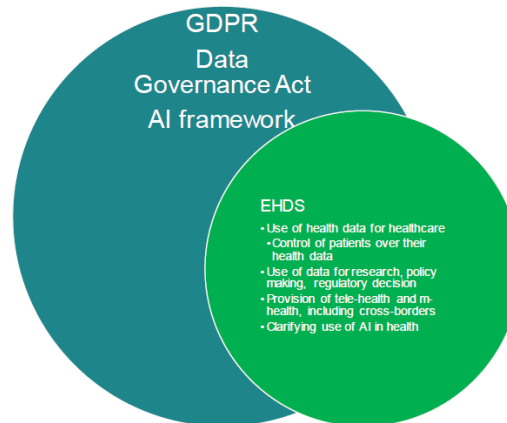 GDPR
Data
Governance Act
AI framework
EHDS
• Use of health data for healthcare
• Control of patients over their
health data
• Use of data for research, policy
making, regulatory decision
• Provision of tele-health and m-
health, including cross-borders
• Clarifying use of AI in health